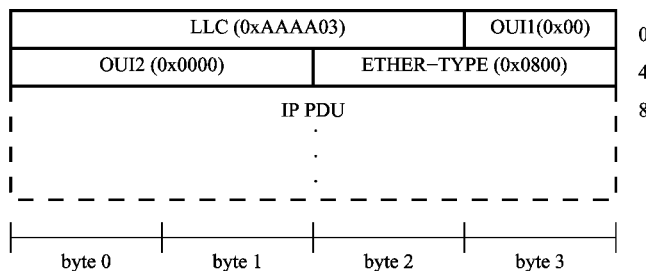 LLC (0xAAAA03) OUI1(0x00) 0
OUI2 (0x0000) ETHER−TYPE (0x0800) 4
IP PDU 8
byte 0 byte 1 byte 2 byte 3